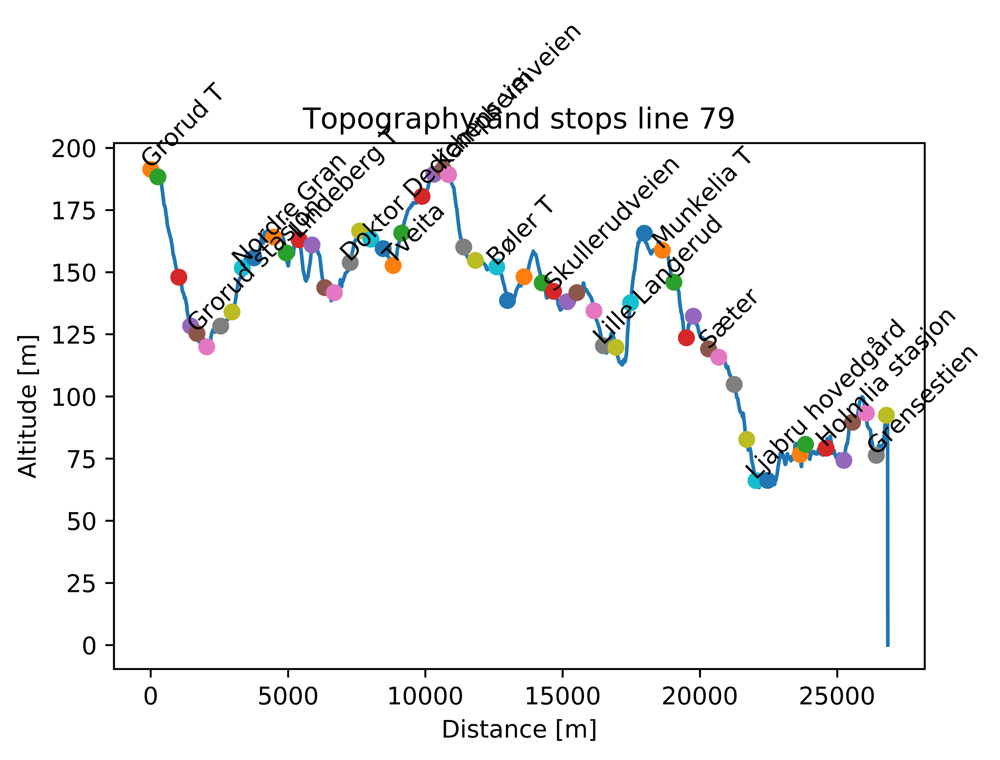 Topography and stops line 79
Altitude [m]
200
175
150
125
100
75
50
25
0
Grorud T
Grorud stasjon
Nordre Gran
Lindeberg T
Doktor Dedichens vei
Tveita
Bøler T
Skullerudveien
Lille Langerud
Munkelia T
Sæter
Ljabru hovedgård
Holmlia stasjon
Grensestien
0
5000
10000
15000
20000
25000
Distance [m]